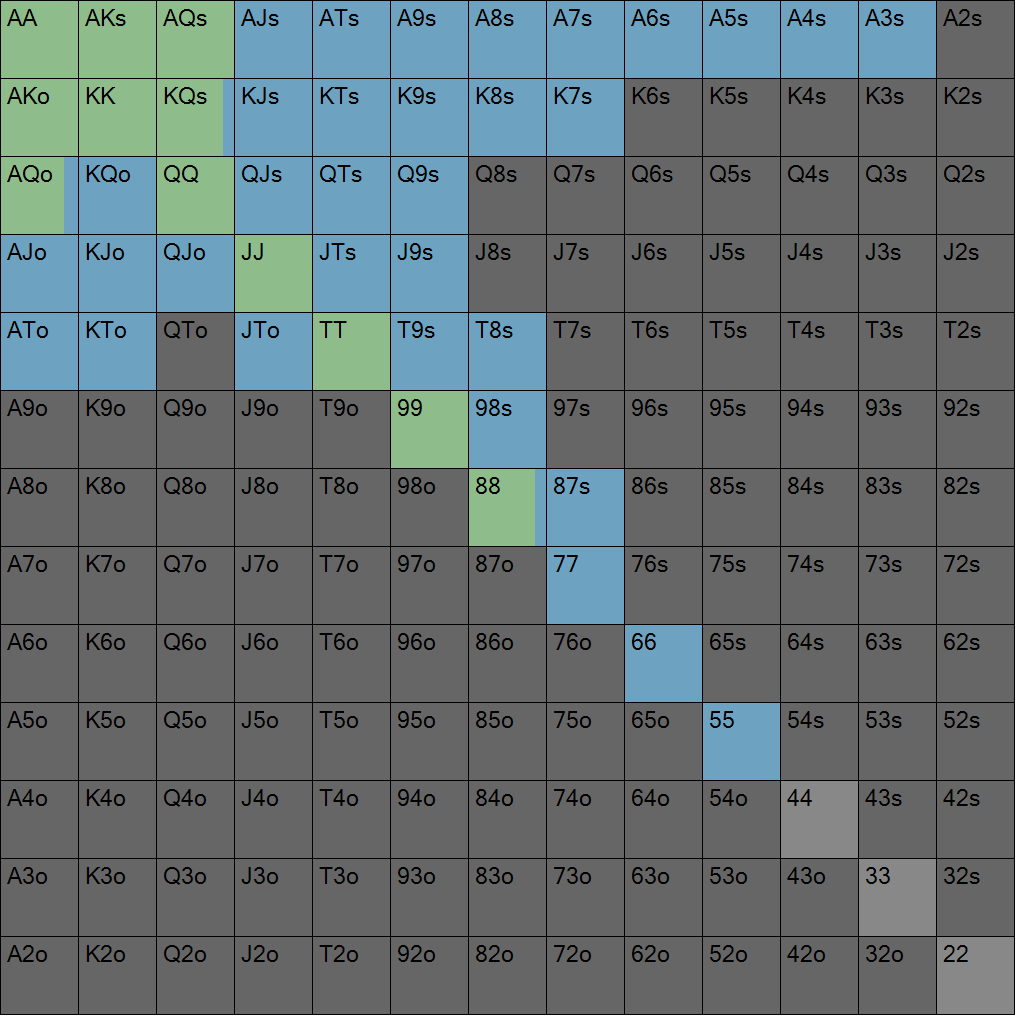 AA AKs AQs AJs ATs A9s A8s A7s A6s A5s A4s A3s A2s
AKo KK KQs KJs KTs K9s K8s K7s K6s K5s K4s K3s K2s
AQo KQo QQ QJs QTs Q9s Q8s Q7s Q6s Q5s Q4s Q3s Q2s
AJo KJo QJo JJ JTs J9s J8s J7s J6s J5s J4s J3s J2s
ATo KTo QTo JTo TT T9s T8s T7s T6s T5s T4s T3s T2s
A9o K9o Q9o J9o T9o 99 98s 97s 96s 95s 94s 93s 92s
A8o K8o Q8o J8o T8o 98o 88 87s 86s 85s 84s 83s 82s
A7o K7o Q7o J7o T7o 97o 87o 77 76s 75s 74s 73s 72s
A6o K6o Q6o J6o T6o 96o 86o 76o 66 65s 64s 63s 62s
A5o K5o Q5o J5o T5o 95o 85o 75o 65o 55 54s 53s 52s
A4o K4o Q4o J4o T4o 94o 84o 74o 64o 54o 44 43s 42s
A3o K3o Q3o J3o T3o 93o 83o 73o 63o 53o 43o 33 32s
A2o K2o Q2o J2o T2o 92o 82o 72o 62o 52o 42o 32o 22